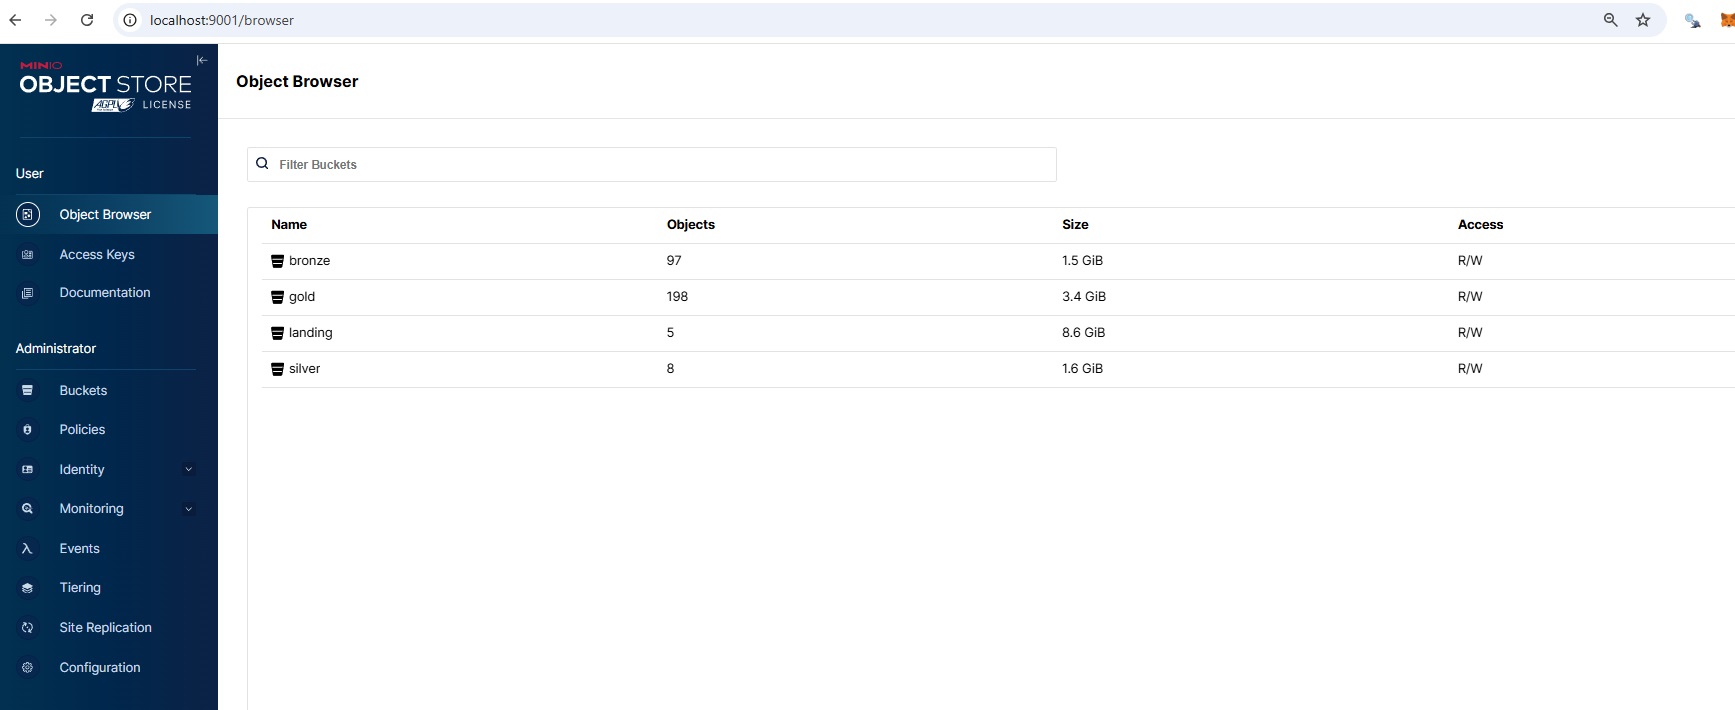 localhost:9001/browser
MINIO
OBJECT STORE
AGPLv3 LICENSE
User
Object Browser
Access Keys
Documentation
Administrator
Buckets
Policies
Identity
Monitoring
Events
Tiering
Site Replication
Configuration
Object Browser
Filter Buckets
Name Objects Size Access
bronze 97 1.5 GiB R/W
gold 198 3.4 GiB R/W
landing 5 8.6 GiB R/W
silver 8 1.6 GiB R/W